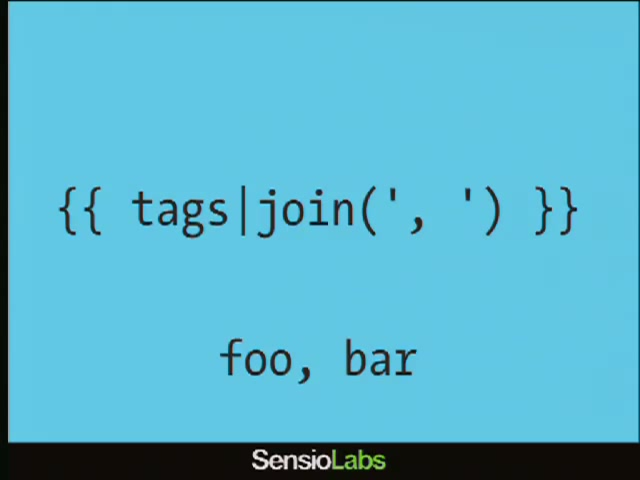 {{ tags|join(', ') }}
foo, bar
SensioLabs